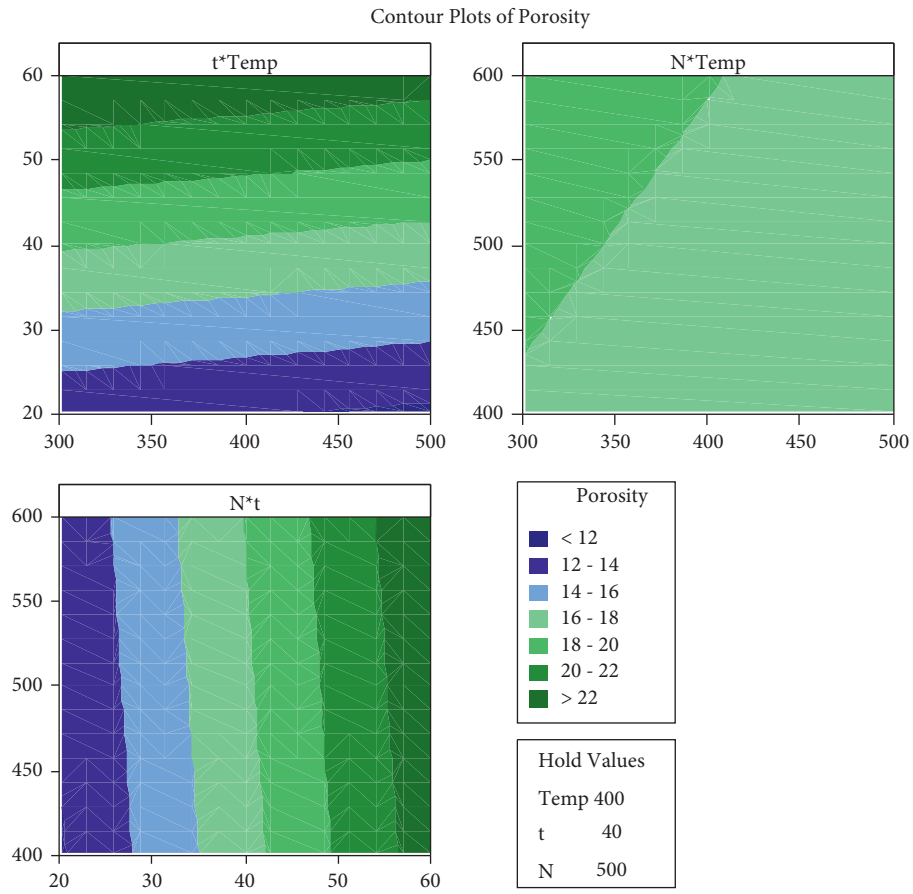 Contour Plots of Porosity
t*Temp
60
50
40
30
20
300 350 400 450 500
N*Temp
600
550
500
450
400
300 350 400 450 500
N*t
600
550
500
450
400
20 30 40 50 60
Porosity
< 12
12 - 14
14 - 16
16 - 18
18 - 20
20 - 22
> 22
Hold Values
Temp 400
t 40
N 500